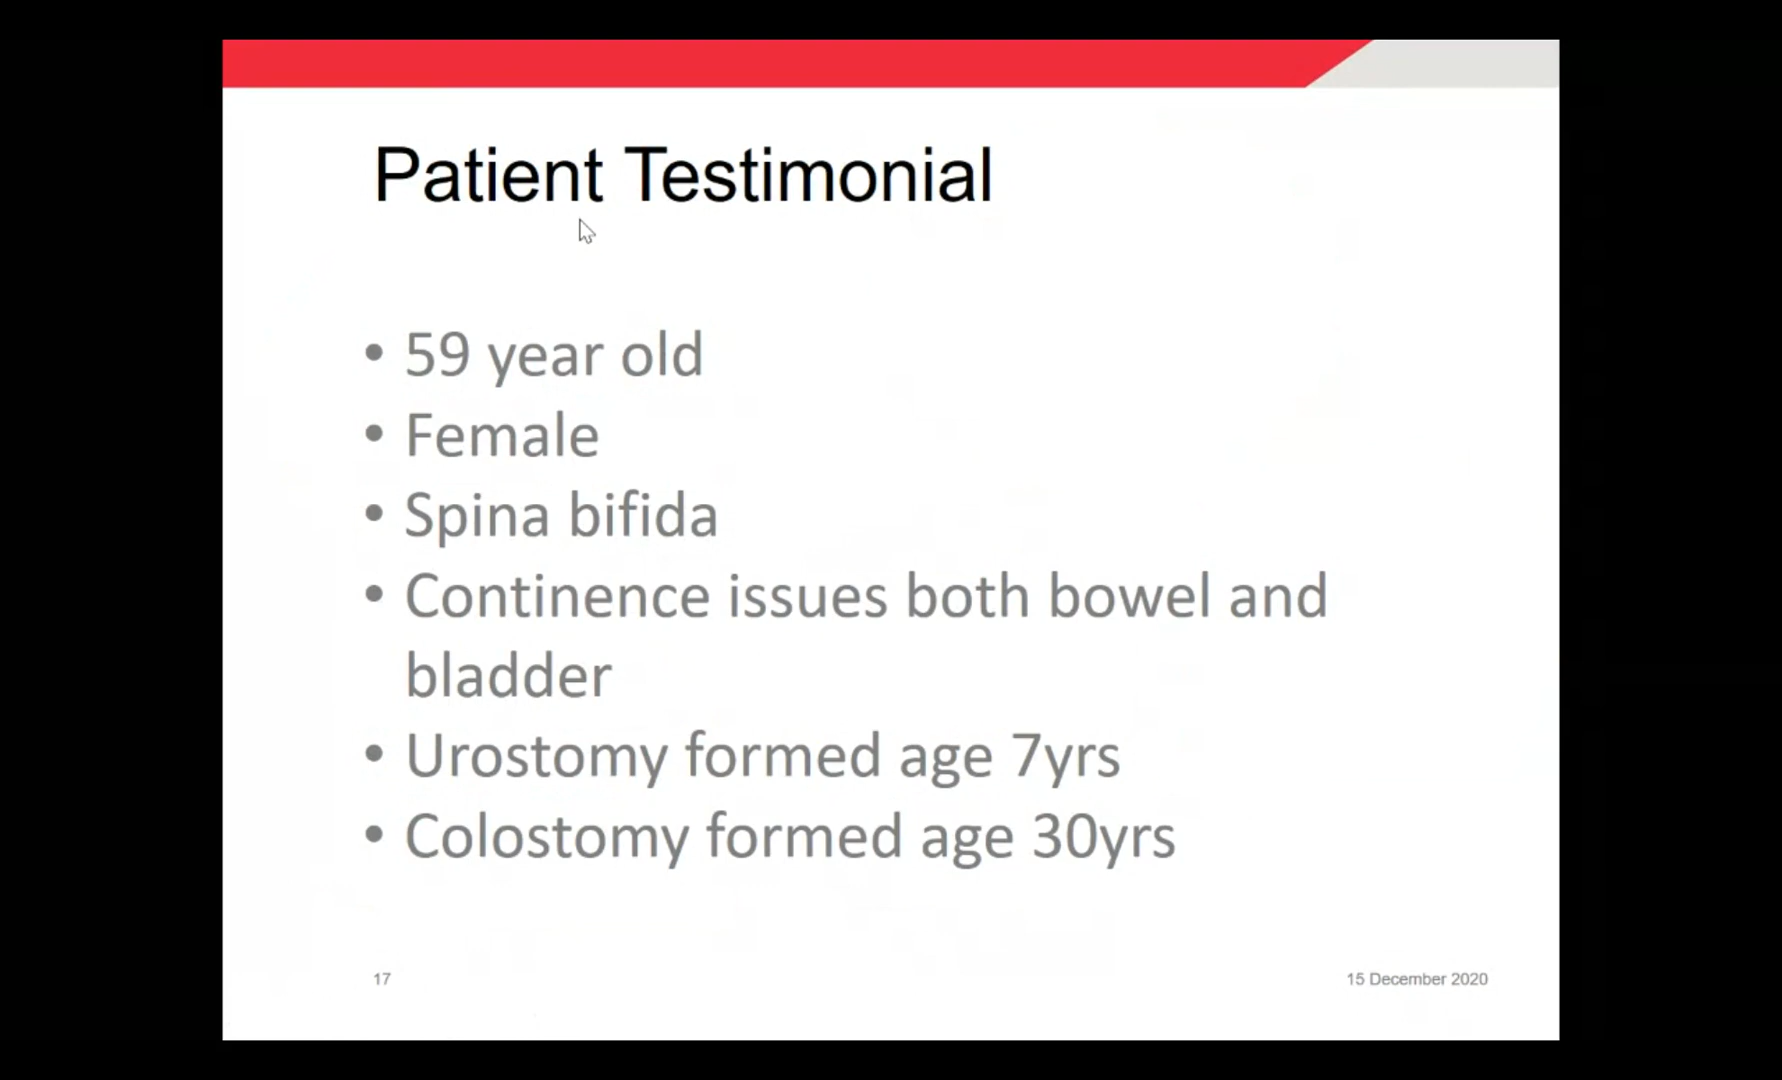 Patient Testimonial
• 59 year old
• Female
• Spina bifida
• Continence issues both bowel and
bladder
• Urostomy formed age 7yrs
• Colostomy formed age 30yrs
17
15 December 2020